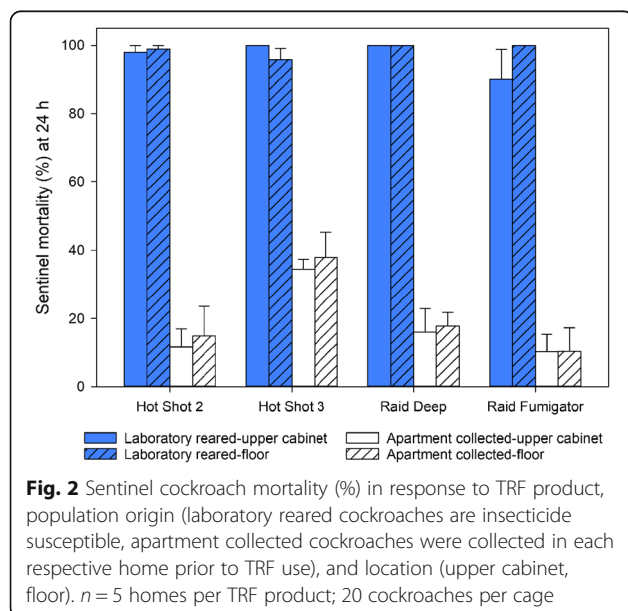 100
80
60
40
20
0
Sentinel mortality (%) at 24 h
Hot Shot 2 Hot Shot 3 Raid Deep Raid Fumigator
Laboratory reared-upper cabinet Apartment collected-upper cabinet
Laboratory reared-floor Apartment collected-floor
Fig. 2 Sentinel cockroach mortality (%) in response to TRF product,
population origin (laboratory reared cockroaches are insecticide
susceptible, apartment collected cockroaches were collected in each
respective home prior to TRF use), and location (upper cabinet,
floor). n = 5 homes per TRF product; 20 cockroaches per cage